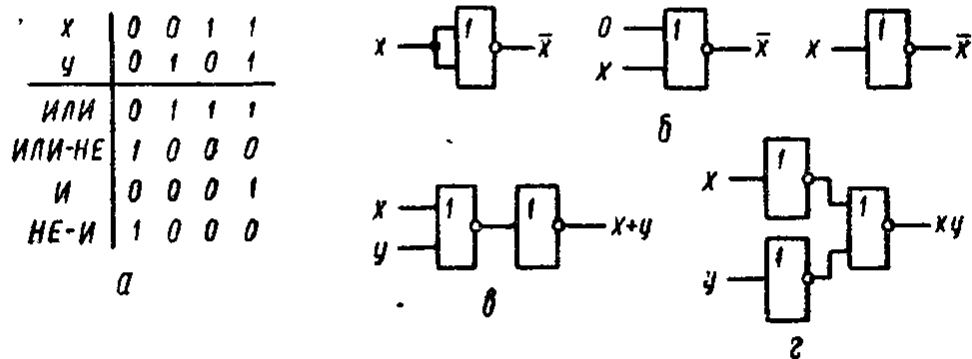 x 0 0 1 1
y 0 1 0 1
ИЛИ 0 1 1 1
ИЛИ-НЕ 1 0 0 0
И 0 0 0 1
НЕ-И 1 0 0 0
а
x 1 x̅
0 x 1 x̅
x 1 x̅
б
x y 1 1 x+y
в
x 1
y 1
1 xy
г